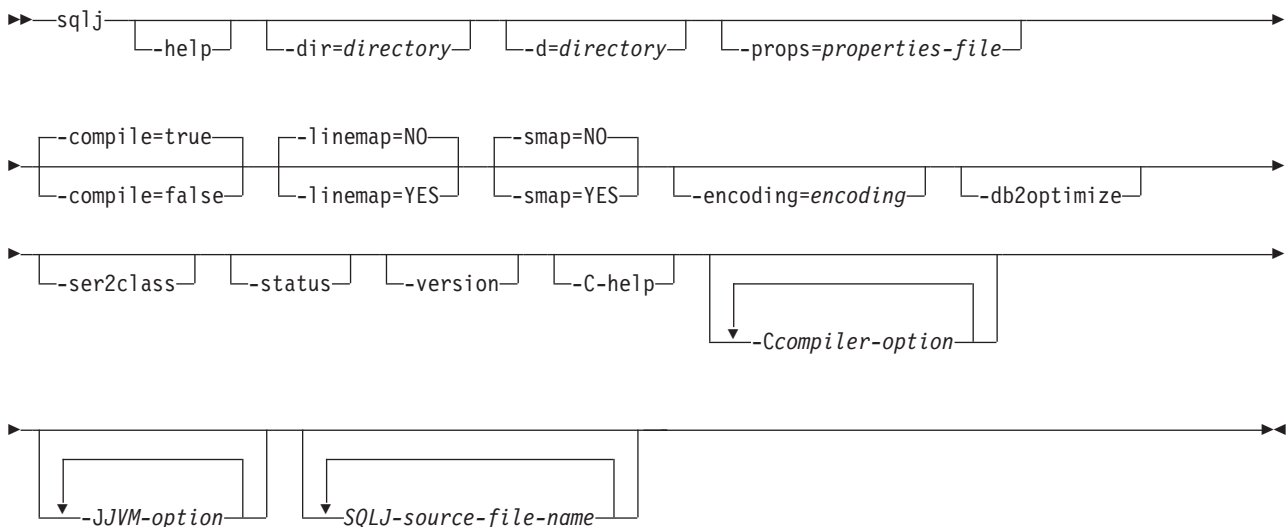 sqlj
-help -dir=directory -d=directory -props=properties-file
-compile=true -linemap=NO -smap=NO
-compile=false -linemap=YES -smap=YES -encoding=encoding -db2optimize
-ser2class -status -version -C-help
-Ccompiler-option
-JJVM-option SQLJ-source-file-name